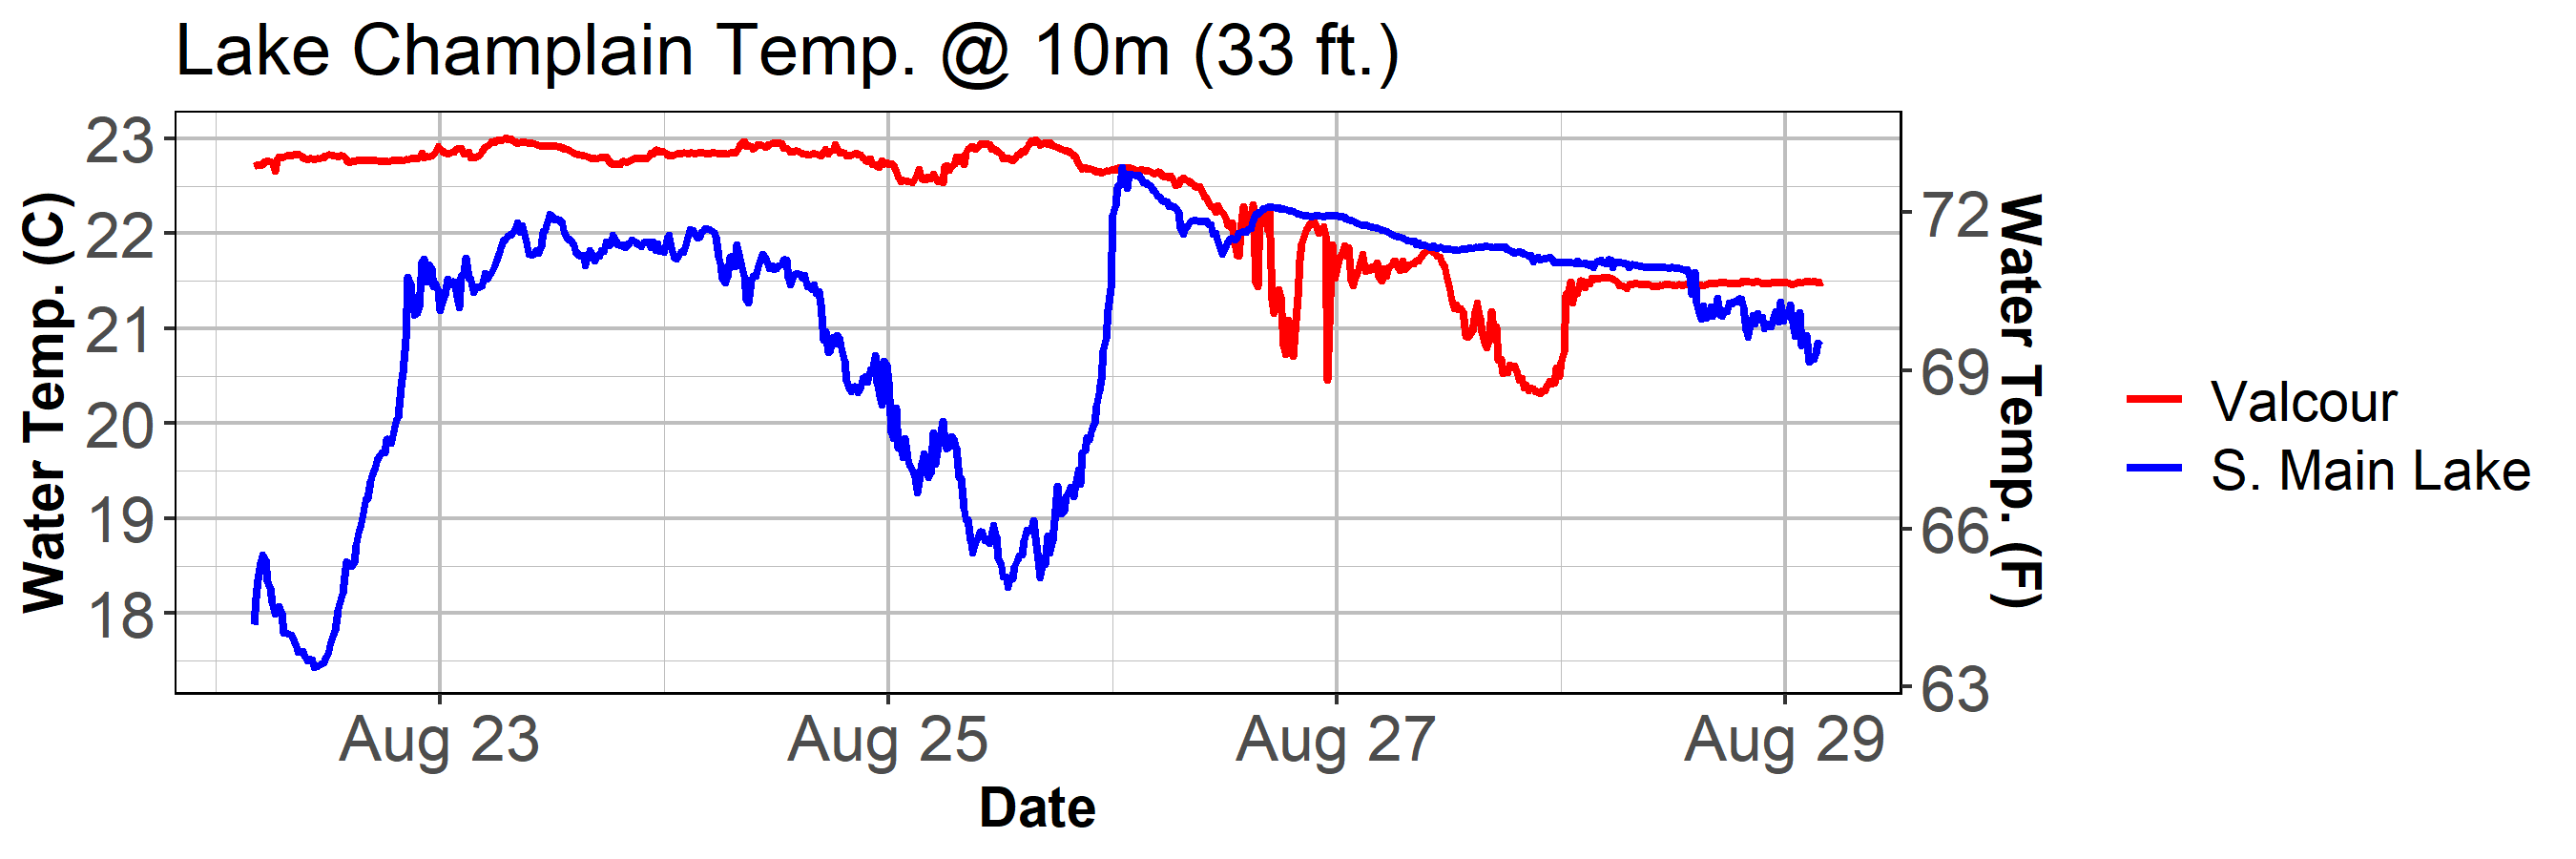 Lake Champlain Temp. @ 10m (33 ft.)
Water Temp. (C)
23
22
21
20
19
18
72
69
66
63
Water Temp. (F)
Aug 23
Aug 25
Aug 27
Aug 29
Date
Valcour
S. Main Lake